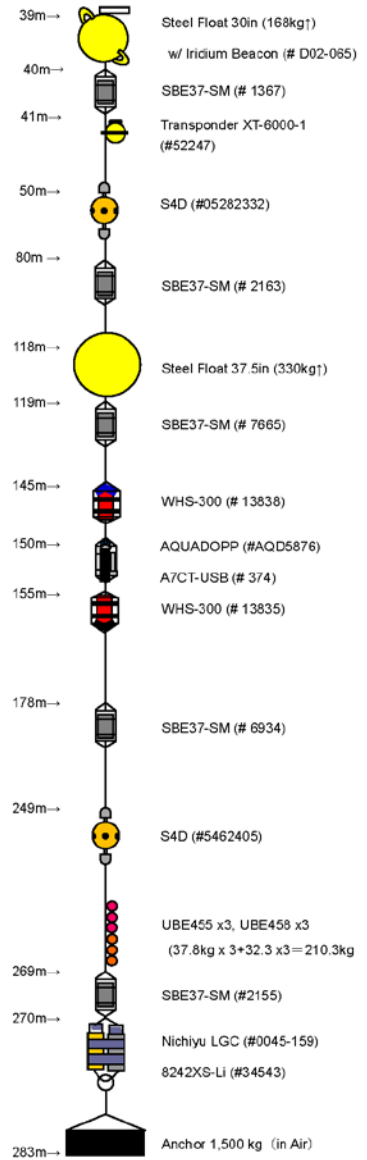 39m→
Steel Float 30in (168kg↑)
w/ Iridium Beacon (# D02-065)
40m→
SBE37-SM (# 1367)
41m→
Transponder XT-6000-1
(#52247)
50m→
S4D (#05282332)
80m→
SBE37-SM (# 2163)
118m→
Steel Float 37.5in (330kg↑)
119m→
SBE37-SM (# 7665)
145m→
WHS-300 (# 13838)
150m→
AQUADOPP (#AQD5876)
A7CT-USB (# 374)
155m→
WHS-300 (# 13835)
178m→
SBE37-SM (# 6934)
249m→
S4D (#5462405)
UBE455 x3, UBE458 x3
(37.8kg x 3+32.3 x3＝210.3kg
269m→
SBE37-SM (#2155)
270m→
Nichiyu LGC (#0045-159)
8242XS-Li (#34543)
Anchor 1,500 kg (in Air)
283m→